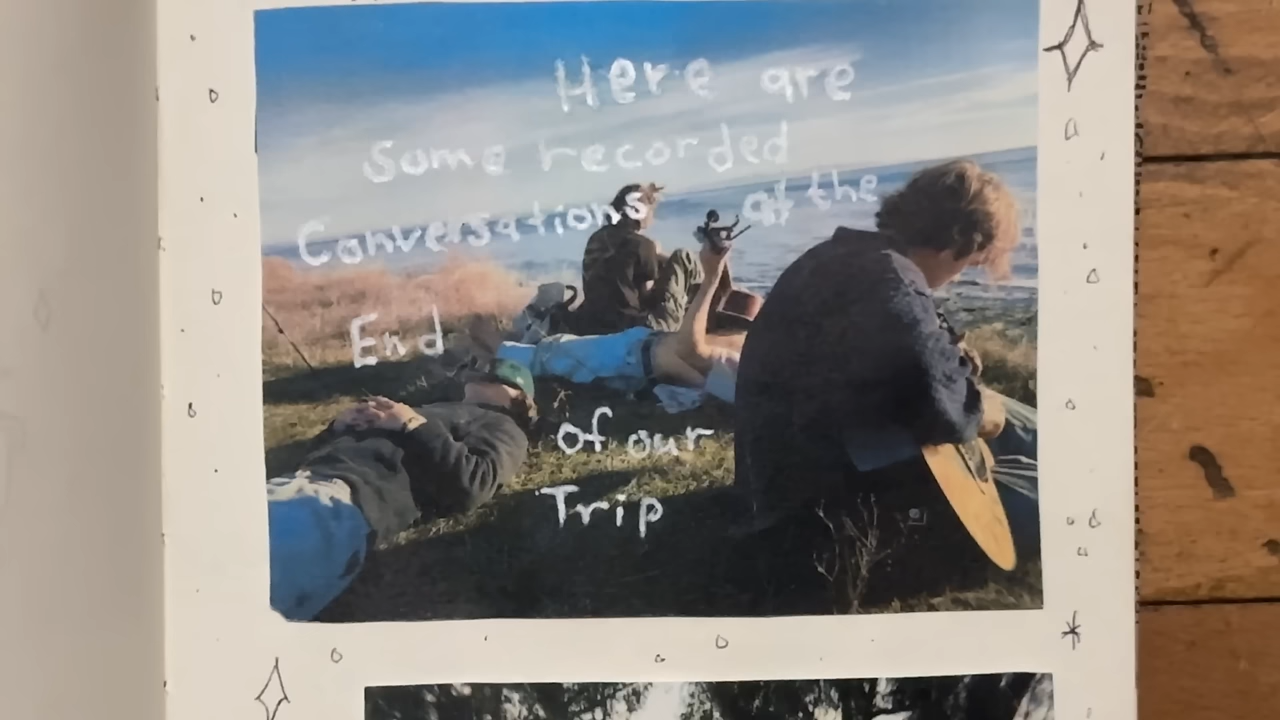 Here are
Some recorded
Conversations at the
End
of our
Trip